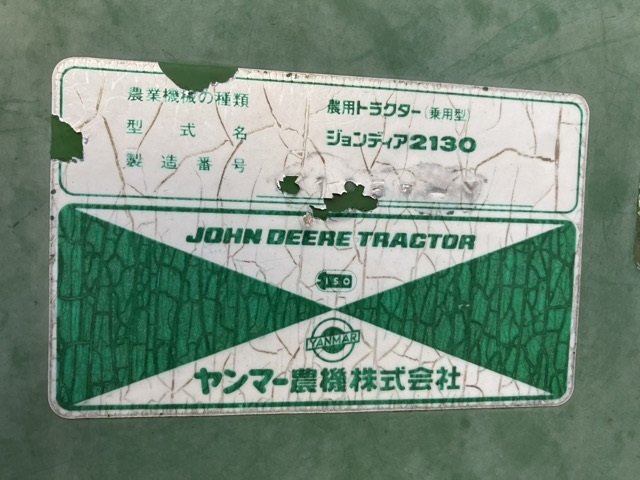 農業機械の種類 農用トラクター(乗用型)
型式名 ジョンディア2130
製造番号
JOHN DEERE TRACTOR
ISO
YANMAR
ヤンマー農機株式会社